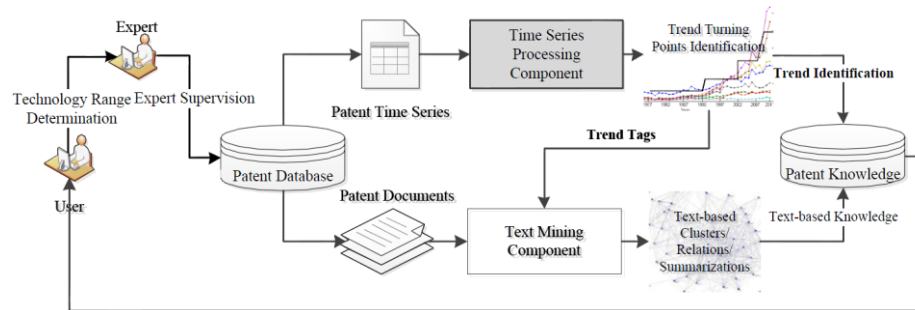 Expert
Technology Range
Determination
Expert Supervision
User
Patent Database
Patent Time Series
Time Series
Processing
Component
Trend Turning
Points Identification
Trend Identification
Trend Tags
Patent Documents
Text Mining
Component
Text-based
Clusters/
Relations/
Summarizations
Patent Knowledge
Text-based Knowledge